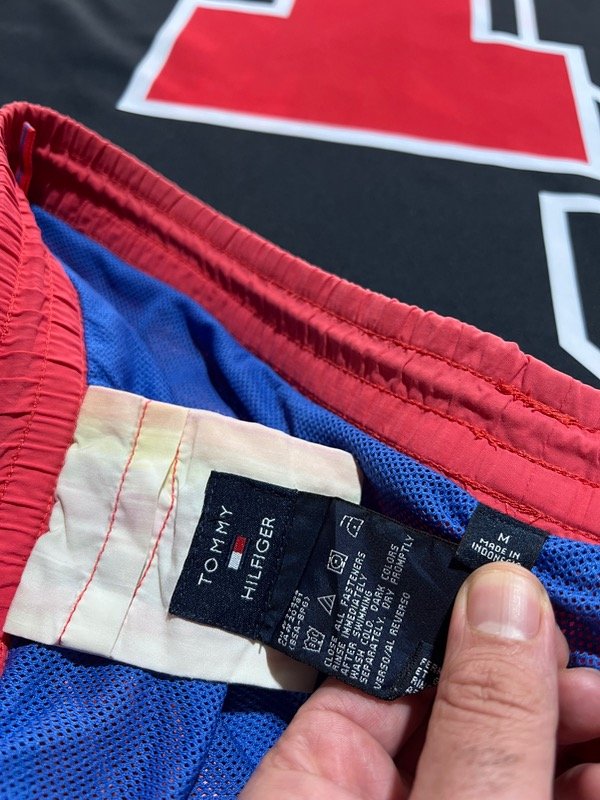 TOMMY
HILFIGER
CLOSE ALL FASTENERS
RINSE IMMEDIATELY
AFTER SWIMMING
WASH COLD. DARK COLORS
SEPARATELY. DRY PROMPTLY
VERSO/AL REVERSO
M
MADE IN